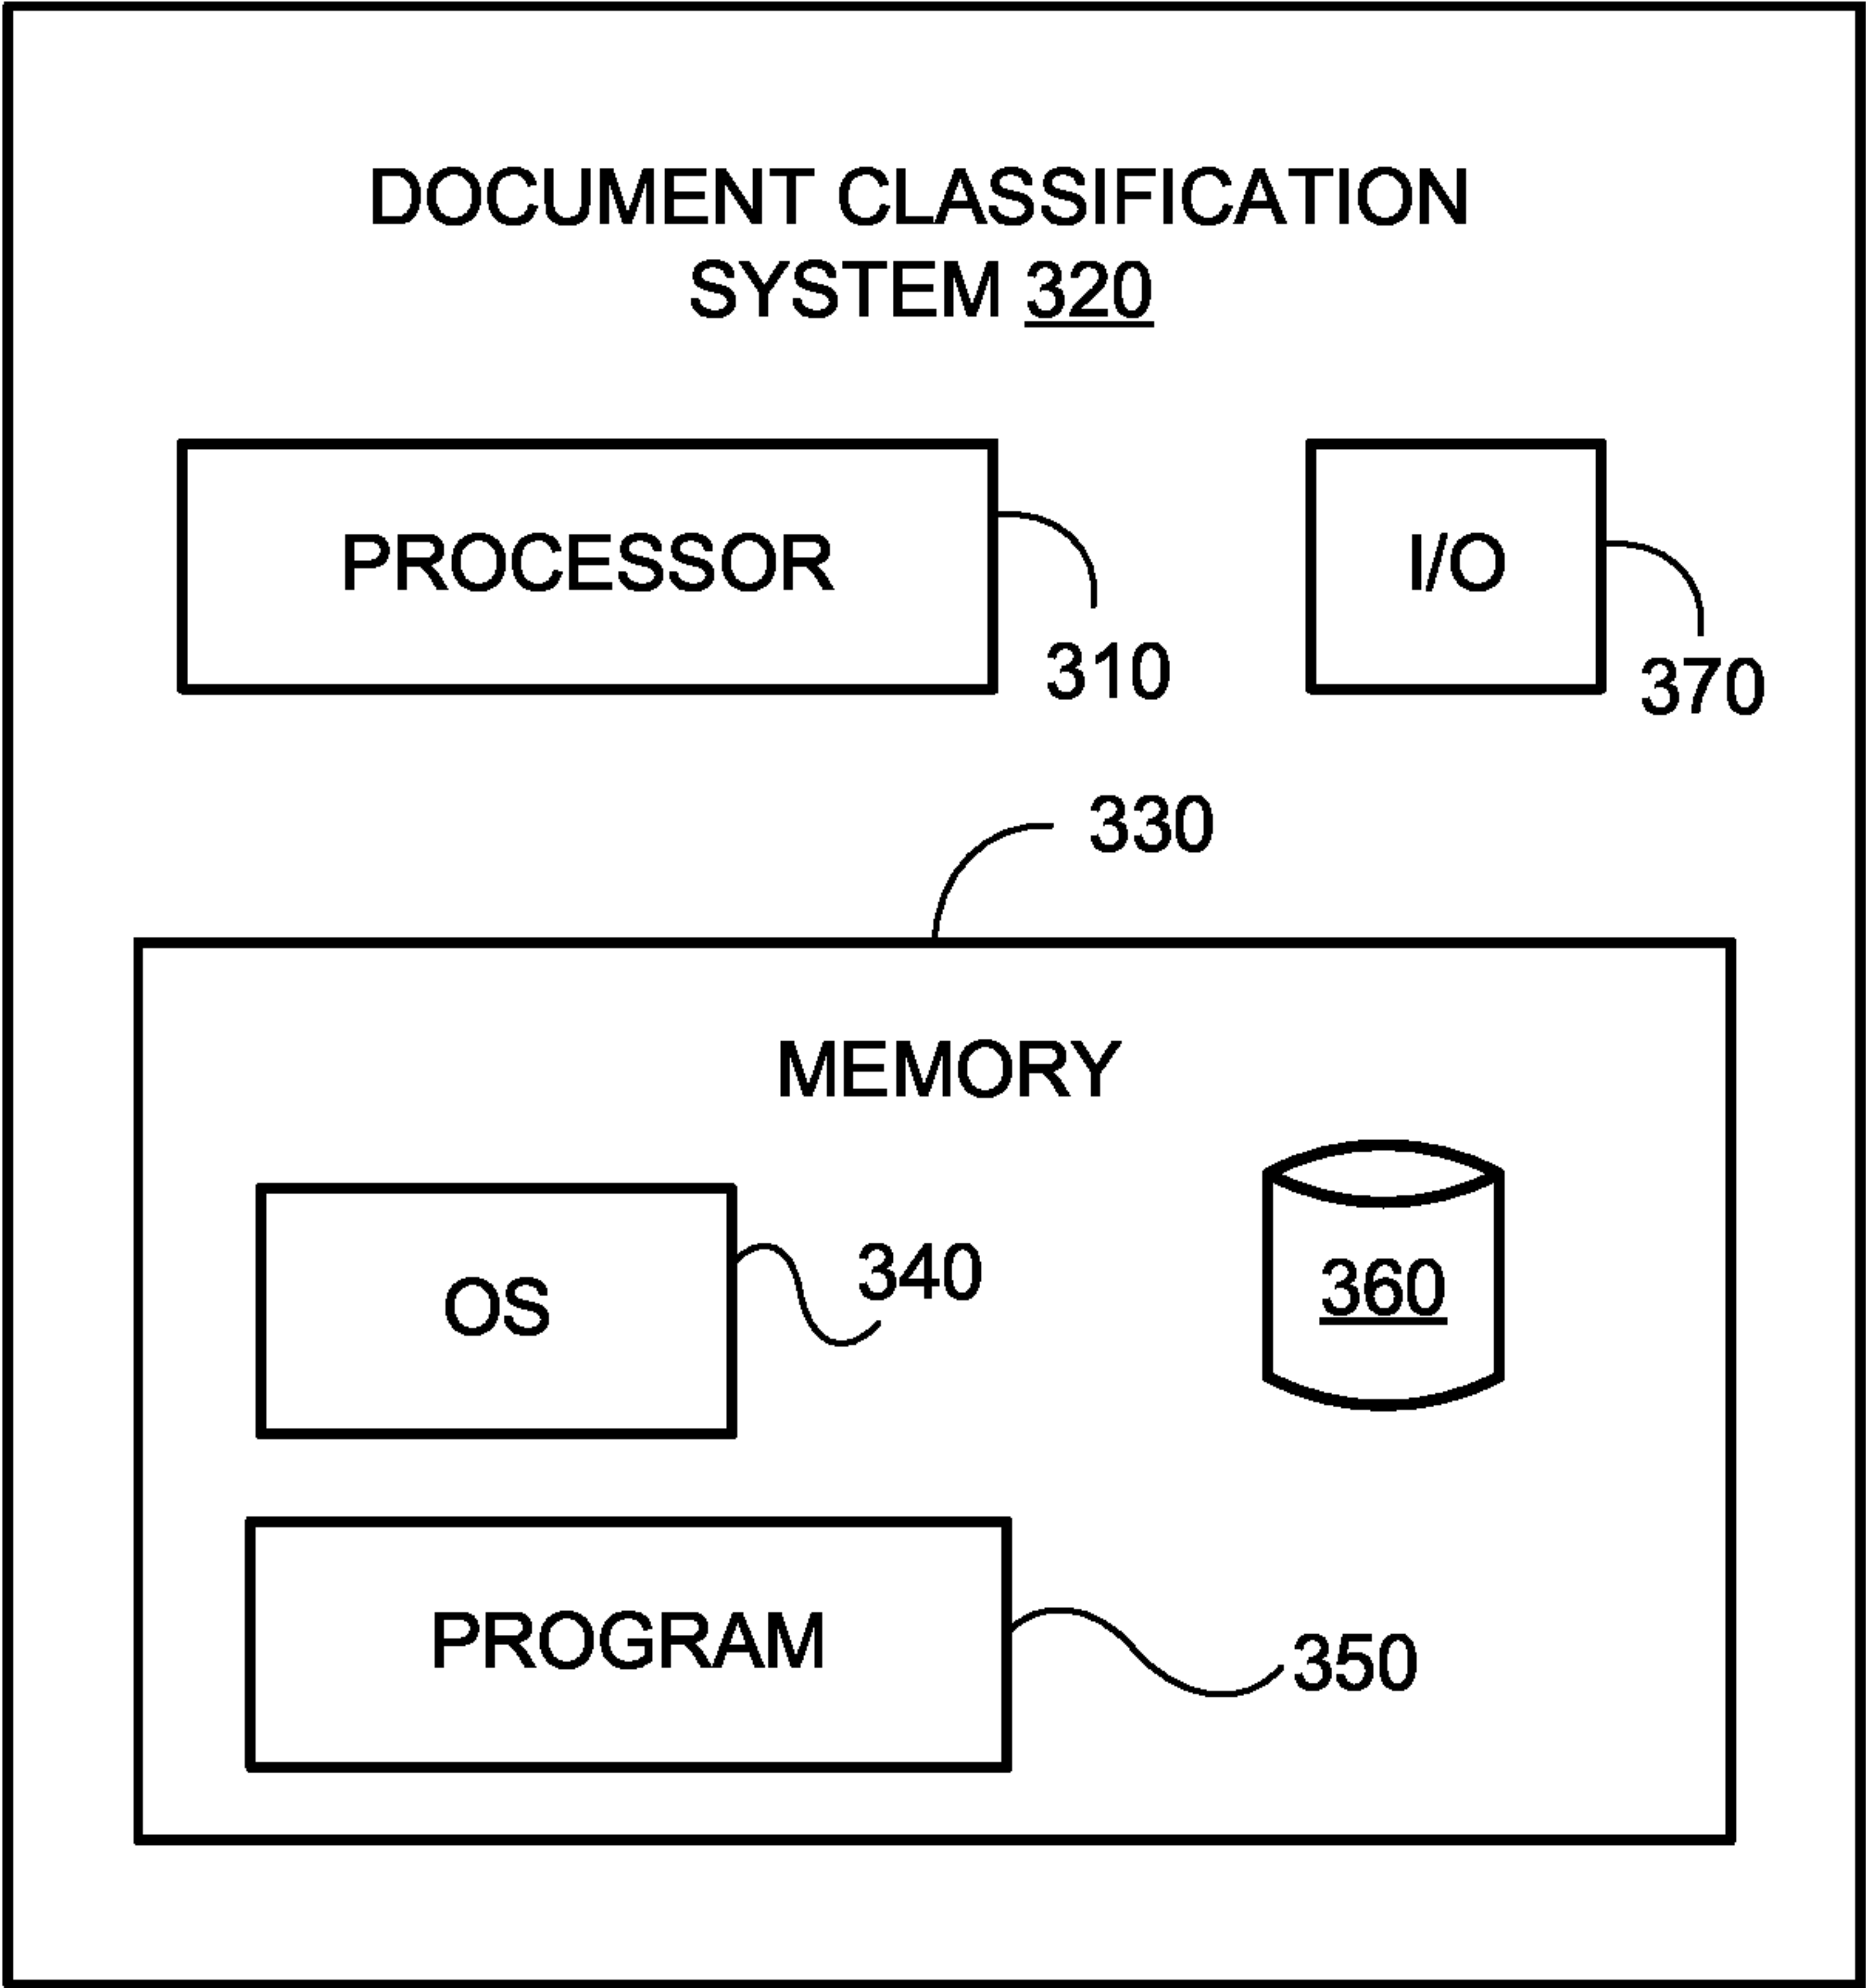 DOCUMENT CLASSIFICATION
SYSTEM 320
PROCESSOR
I/O
310
370
330
MEMORY
OS
340
360
PROGRAM
350